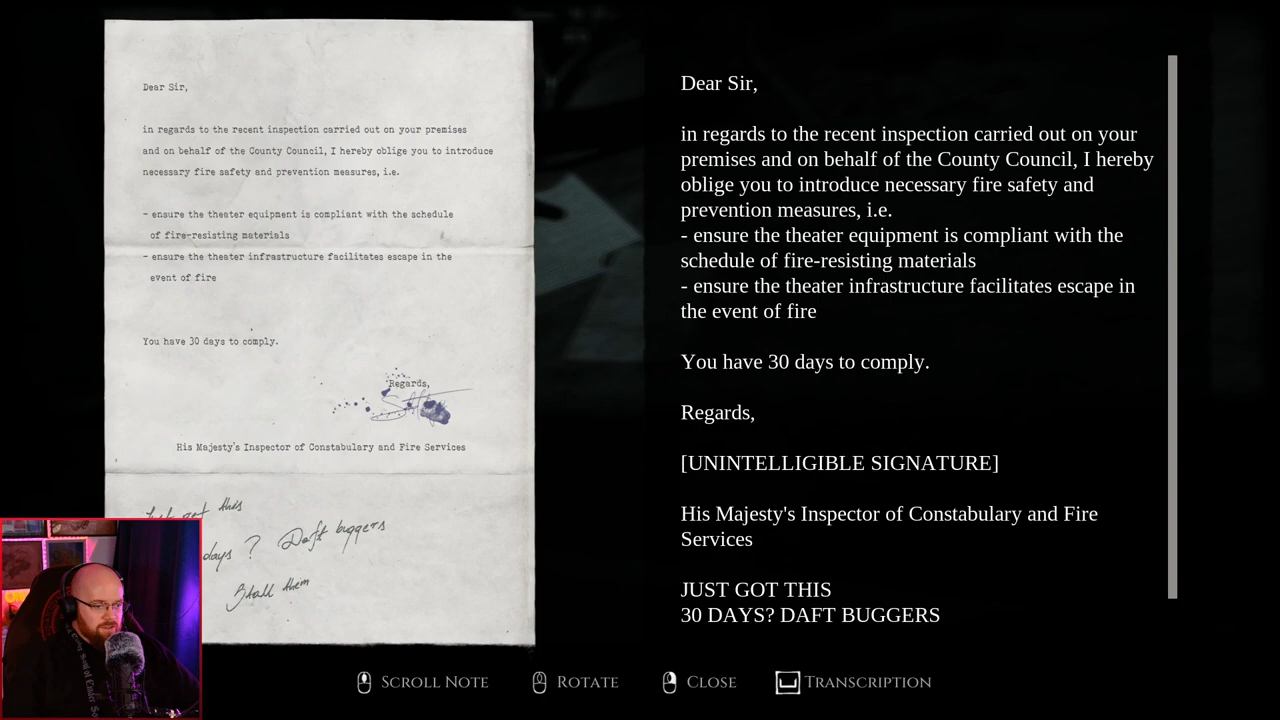 Dear Sir,
in regards to the recent inspection carried out on your premises
and on behalf of the County Council, I hereby oblige you to introduce
necessary fire safety and prevention measures, i.e.
- ensure the theater equipment is compliant with the schedule
of fire-resisting materials
- ensure the theater infrastructure facilitates escape in the
event of fire
You have 30 days to comply.
Regards,
His Majesty's Inspector of Constabulary and Fire Services
this
days? Daft buggers
Stall them
Dear Sir,
in regards to the recent inspection carried out on your
premises and on behalf of the County Council, I hereby
oblige you to introduce necessary fire safety and
prevention measures, i.e.
- ensure the theater equipment is compliant with the
schedule of fire-resisting materials
- ensure the theater infrastructure facilitates escape in
the event of fire
You have 30 days to comply.
Regards,
[UNINTELLIGIBLE SIGNATURE]
His Majesty's Inspector of Constabulary and Fire
Services
JUST GOT THIS
30 DAYS? DAFT BUGGERS
SCROLL NOTE
ROTATE
CLOSE
TRANSCRIPTION